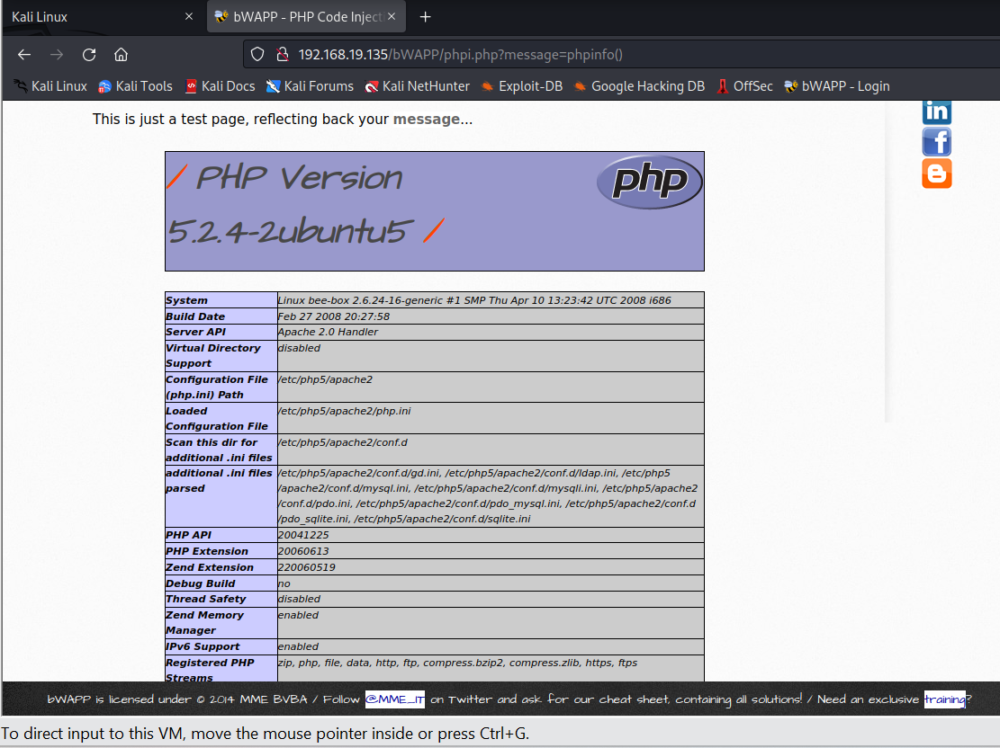 Kali Linux
bWAPP - PHP Code Inject
192.168.19.135/bWAPP/phpi.php?message=phpinfo()
Kali Linux Kali Tools Kali Docs Kali Forums Kali NetHunter Exploit-DB Google Hacking DB OffSec bWAPP - Login
This is just a test page, reflecting back your message...
in
f
B
/ PHP Version
5.2.4-2ubuntu5 /
php
System Linux bee-box 2.6.24-16-generic #1 SMP Thu Apr 10 13:23:42 UTC 2008 i686
Build Date Feb 27 2008 20:27:58
Server API Apache 2.0 Handler
Virtual Directory disabled
Support
Configuration File /etc/php5/apache2
(php.ini) Path
Loaded /etc/php5/apache2/php.ini
Configuration File
Scan this dir for /etc/php5/apache2/conf.d
additional .ini files
additional .ini files /etc/php5/apache2/conf.d/gd.ini, /etc/php5/apache2/conf.d/ldap.ini, /etc/php5
parsed /apache2/conf.d/mysql.ini, /etc/php5/apache2/conf.d/mysqli.ini, /etc/php5/apache2
/conf.d/pdo.ini, /etc/php5/apache2/conf.d/pdo_mysql.ini, /etc/php5/apache2/conf.d
/pdo_sqlite.ini, /etc/php5/apache2/conf.d/sqlite.ini
PHP API 20041225
PHP Extension 20060613
Zend Extension 220060519
Debug Build no
Thread Safety disabled
Zend Memory enabled
Manager
IPv6 Support enabled
Registered PHP zip, php, file, data, http, ftp, compress.bzip2, compress.zlib, https, ftps
Streams
bWAPP is licensed under © 2014 MME BVBA / Follow @MME_IT on Twitter and ask for our cheat sheet, containing all solutions! / Need an exclusive training?
To direct input to this VM, move the mouse pointer inside or press Ctrl+G.